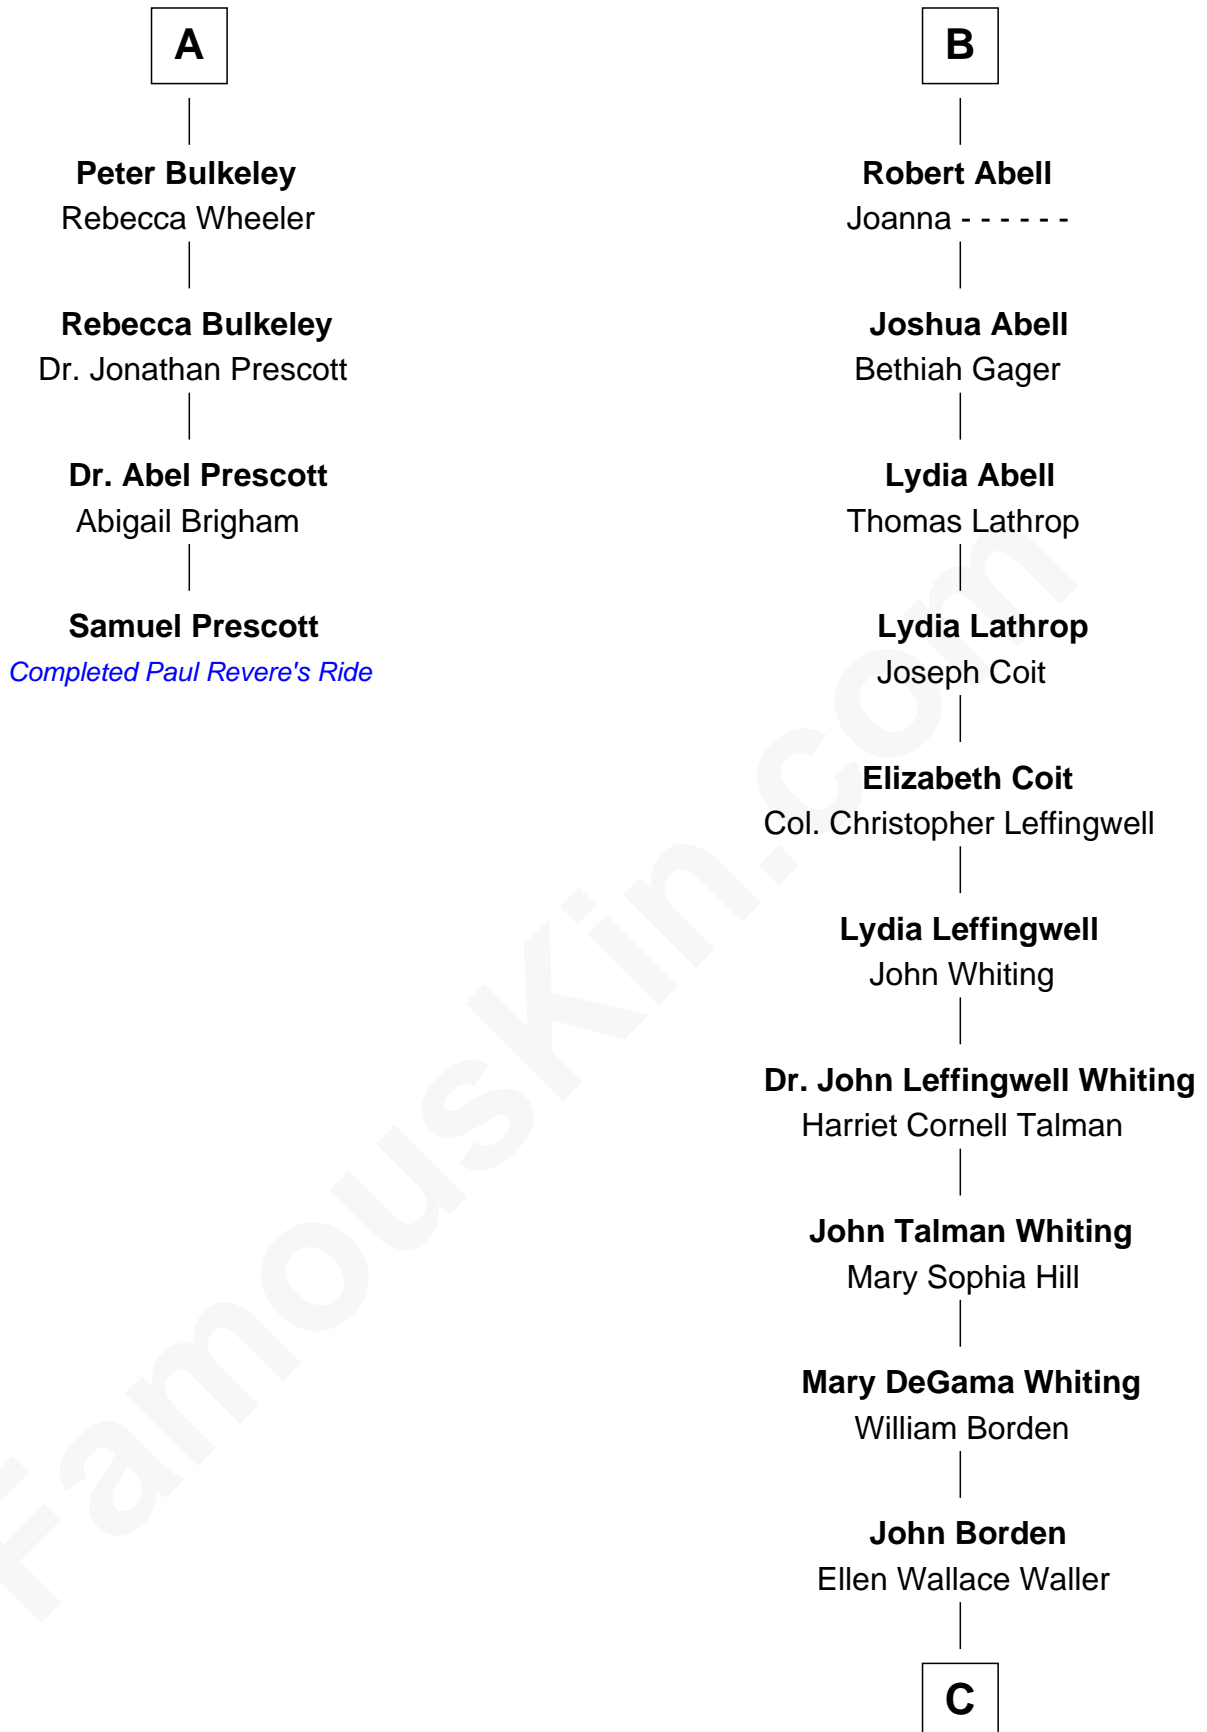 A
Peter Bulkeley
Rebecca Wheeler
Rebecca Bulkeley
Dr. Jonathan Prescott
Dr. Abel Prescott
Abigail Brigham
Samuel Prescott
Completed Paul Revere's Ride
B
Robert Abell
Joanna - - - - - -
Joshua Abell
Bethiah Gager
Lydia Abell
Thomas Lathrop
Lydia Lathrop
Joseph Coit
Elizabeth Coit
Col. Christopher Leffingwell
Lydia Leffingwell
John Whiting
Dr. John Leffingwell Whiting
Harriet Cornell Talman
John Talman Whiting
Mary Sophia Hill
Mary DeGama Whiting
William Borden
John Borden
Ellen Wallace Waller
C
FamousKin.com